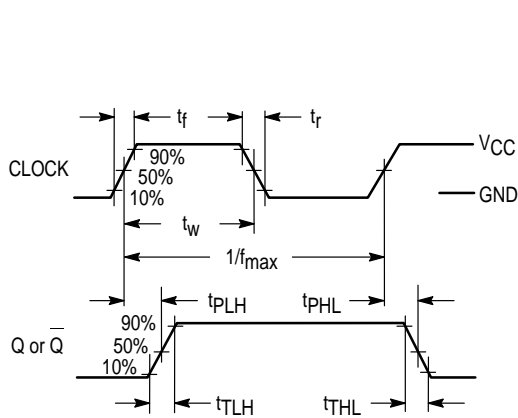 tf
tr
VCC
90%
CLOCK
50%
10%
GND
tw
1/fmax
tPLH
tPHL
90%
Q or Q̅
50%
10%
tTLH
tTHL